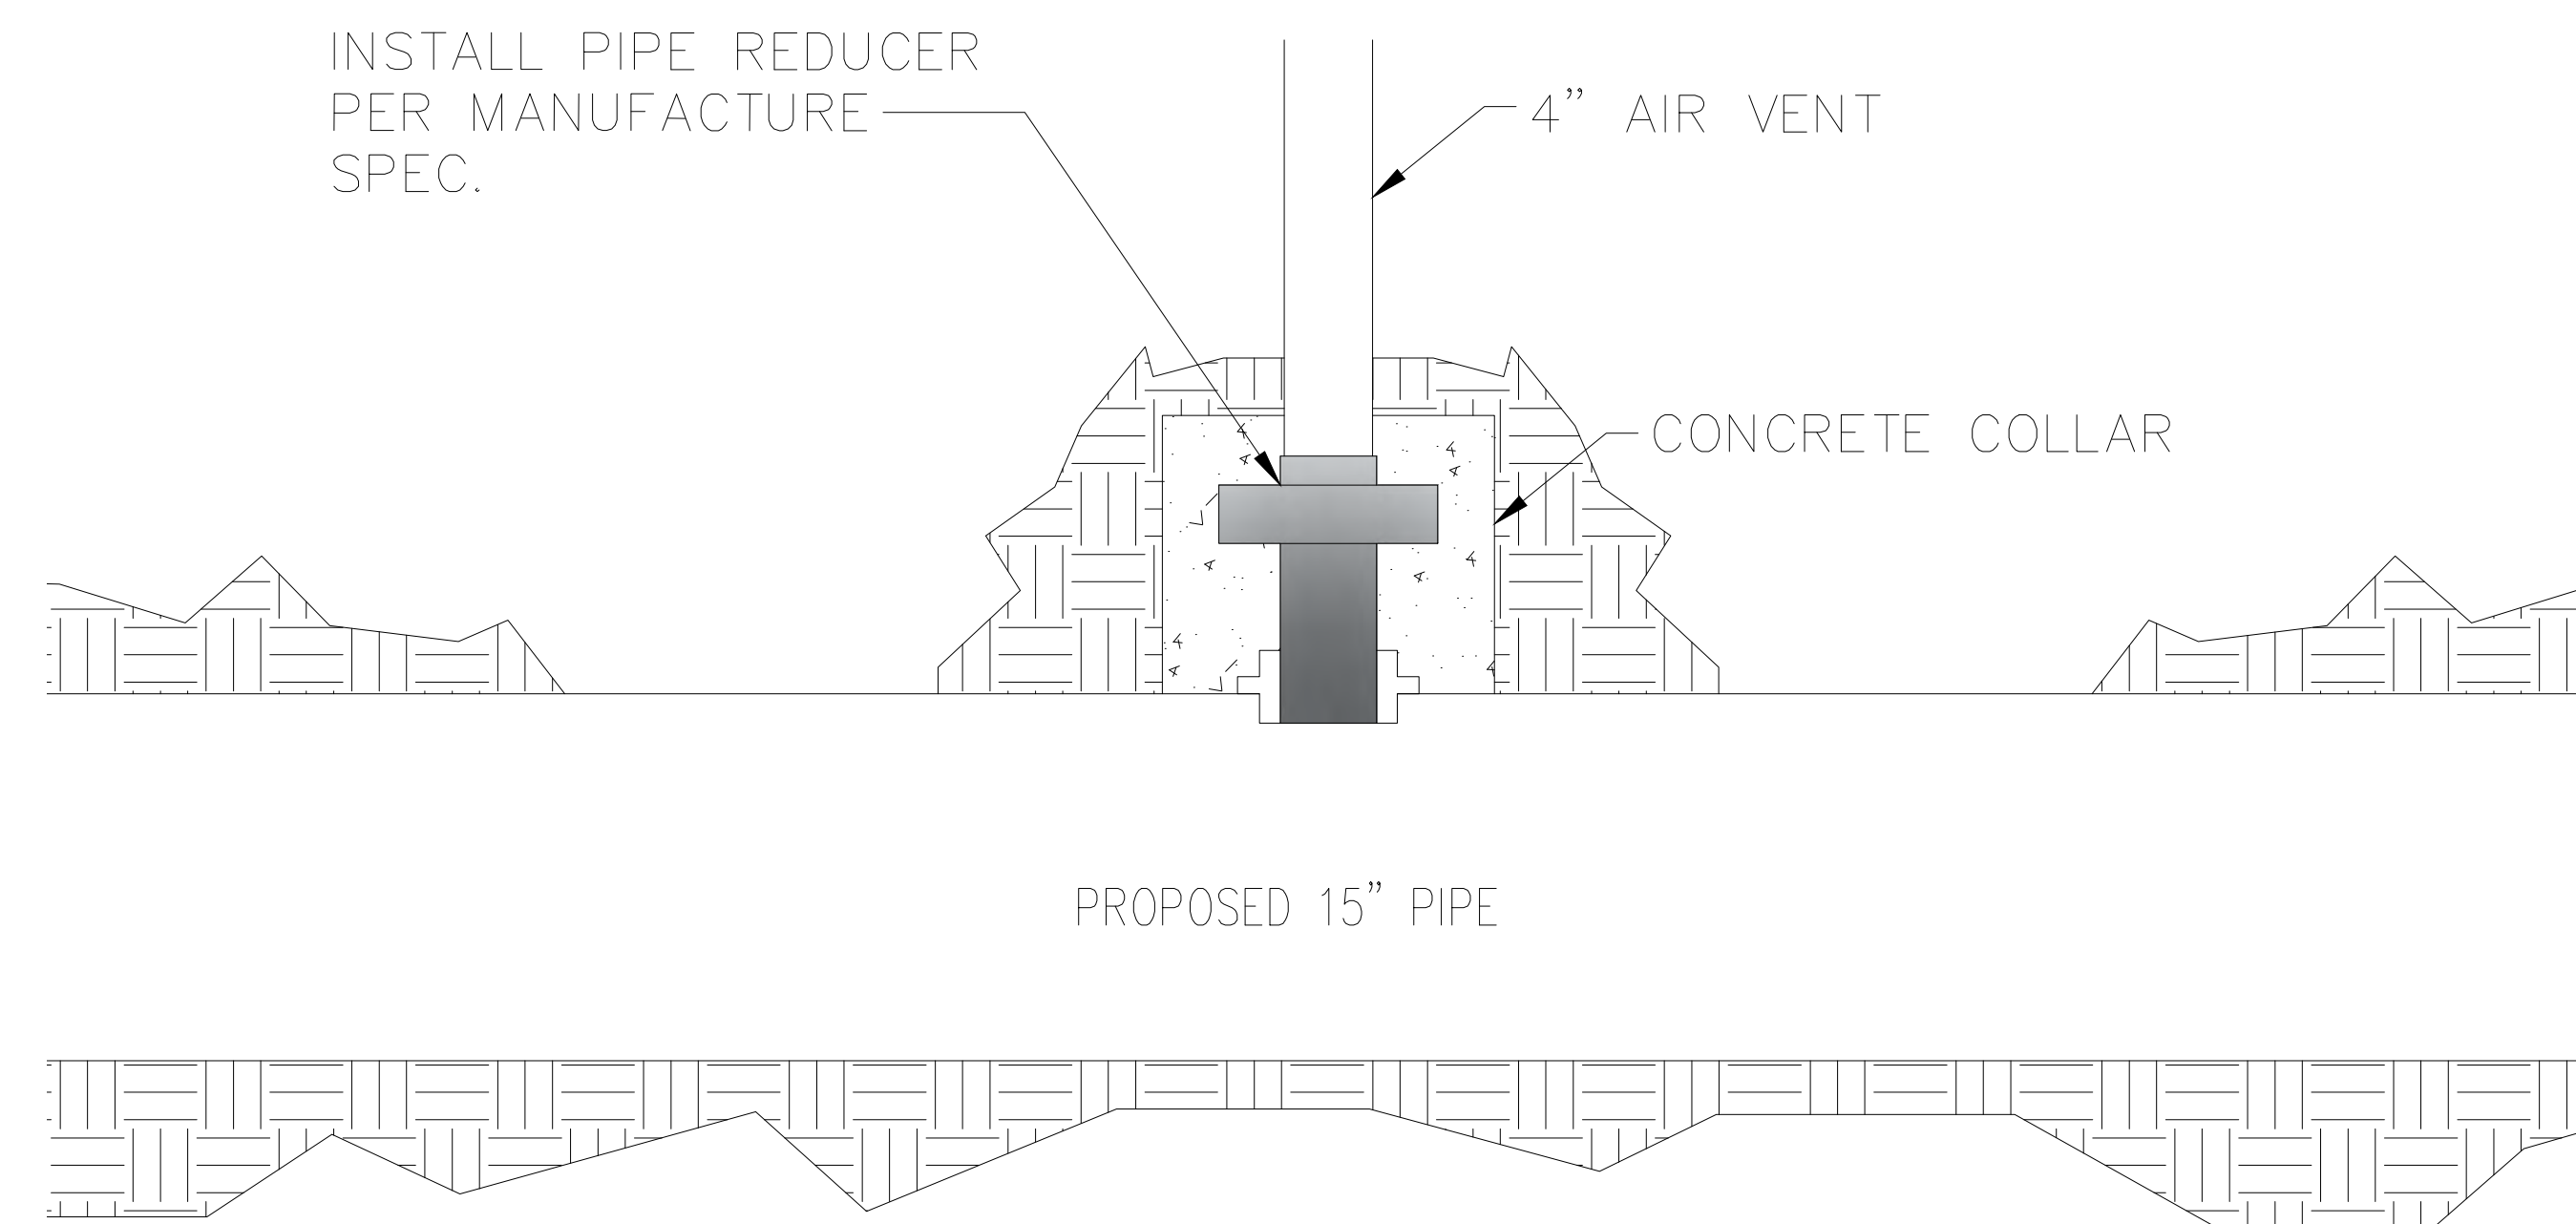 INSTALL PIPE REDUCER
PER MANUFACTURE
SPEC.
4” AIR VENT
CONCRETE COLLAR
PROPOSED 15” PIPE